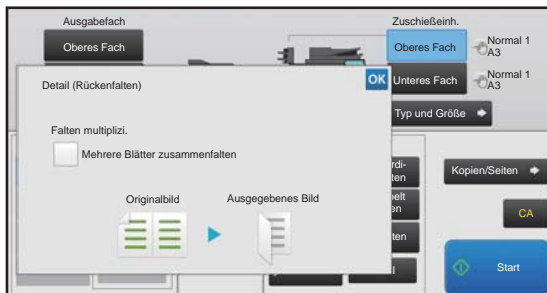 Ausgabefach
Zuschießeinh.
Oberes Fach
Oberes Fach
Normal 1
A3
Detail (Rückenfalten)
OK
Unteres Fach
Normal 1
A3
Typ und Größe
Falten multiplizi.
Mehrere Blätter zusammenfalten
Kopien/Seiten
Originalbild
Ausgegebenes Bild
CA
Start